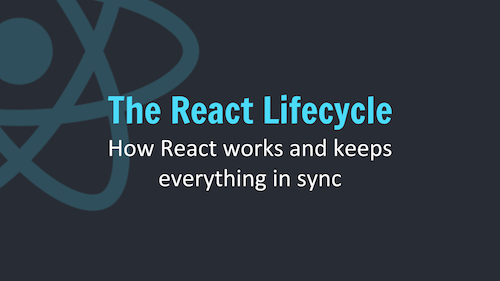 The React Lifecycle
How React works and keeps
everything in sync